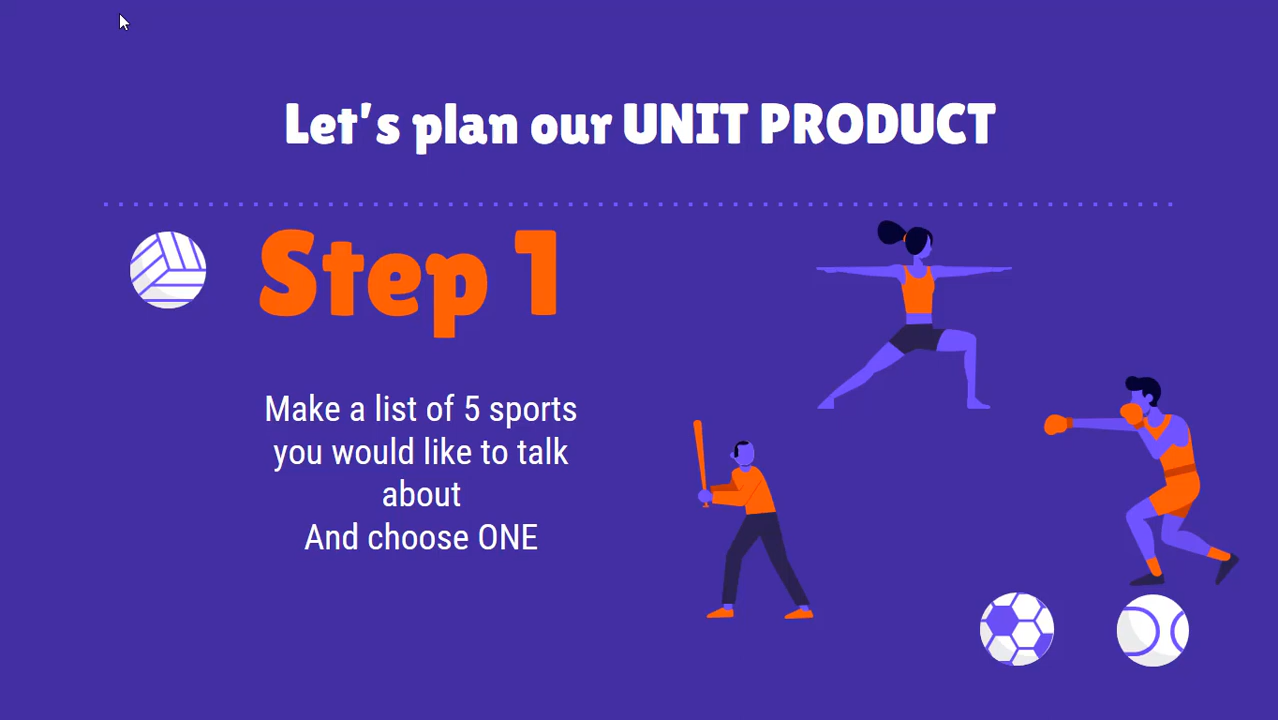 Let's plan our UNIT PRODUCT
Step 1
Make a list of 5 sports
you would like to talk
about
And choose ONE